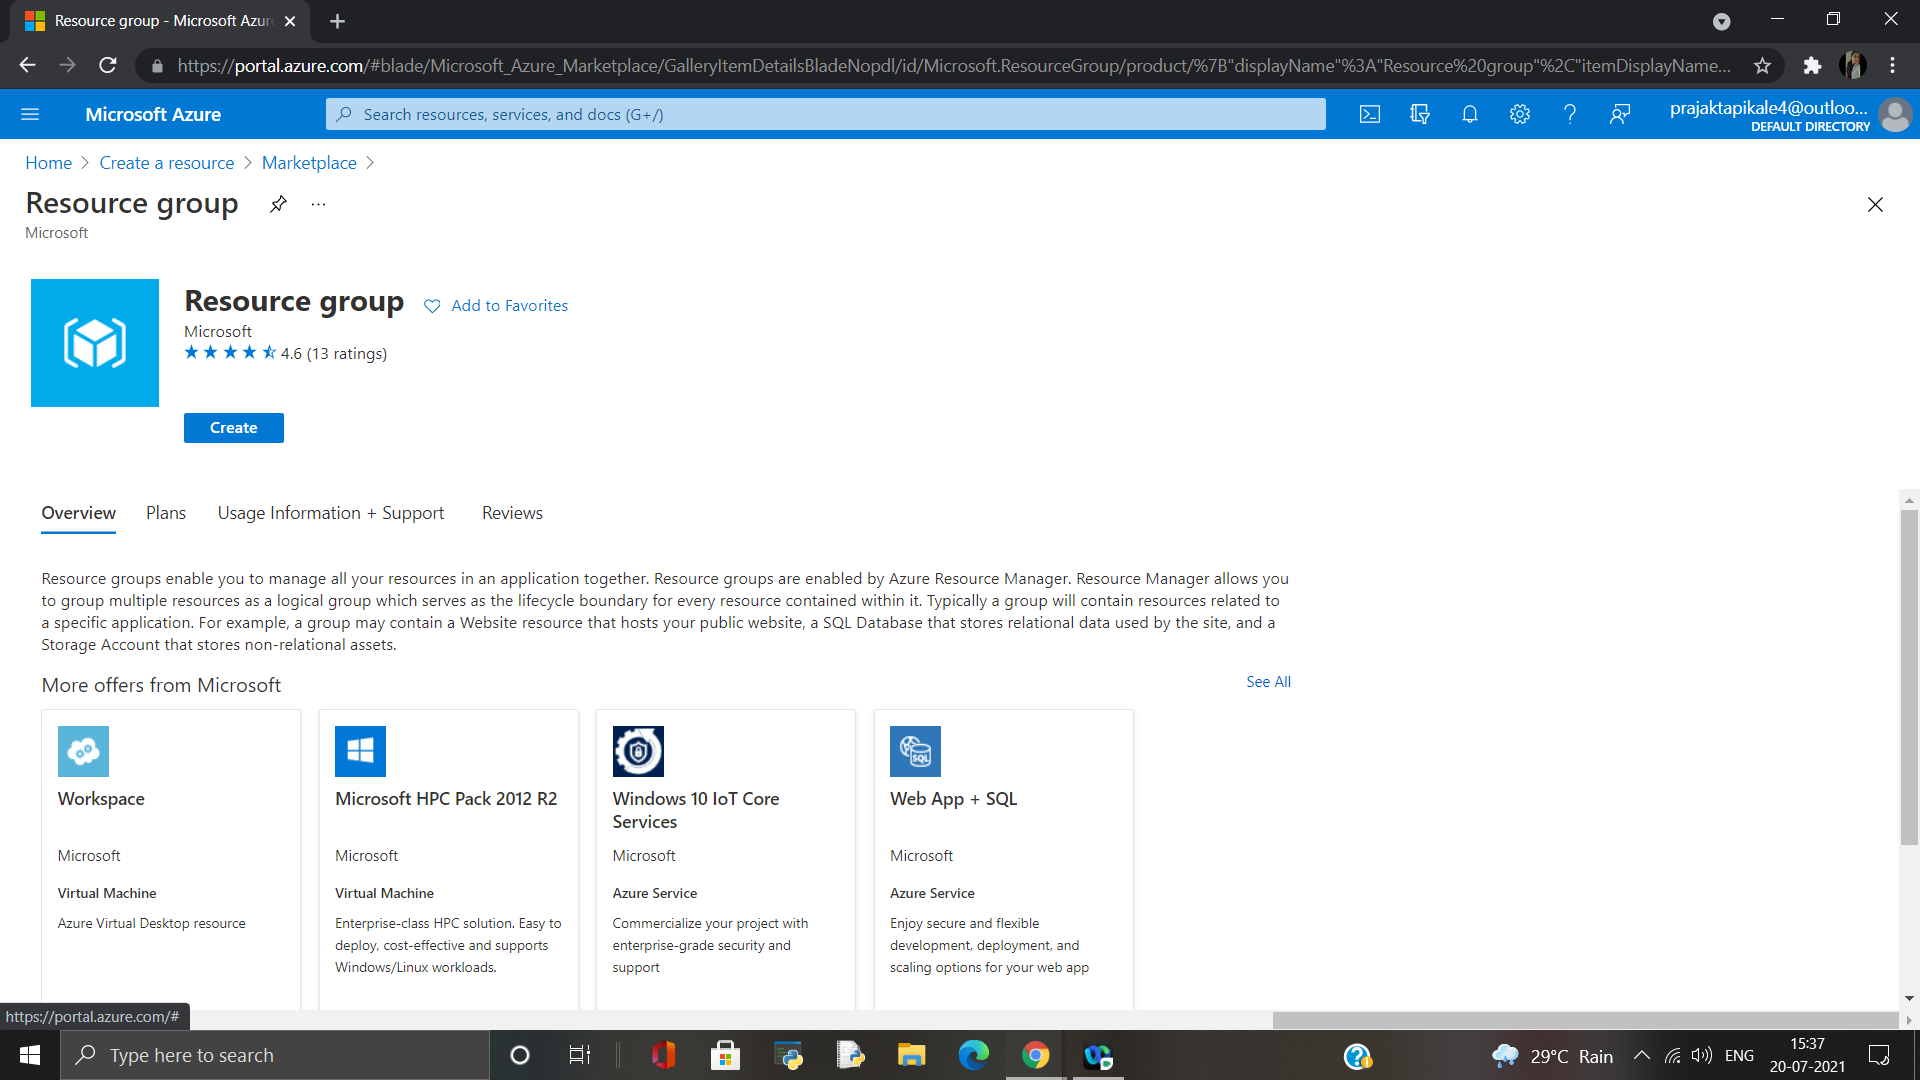 Resource group - Microsoft Azur
https://portal.azure.com/#blade/Microsoft_Azure_Marketplace/GalleryItemDetailsBladeNopdl/id/Microsoft.ResourceGroup/product/%7B"displayName"%3A"Resource%20group"%2C"itemDisplayName...
Microsoft Azure
Search resources, services, and docs (G+/)
prajaktapikale4@outloo...
DEFAULT DIRECTORY
Home > Create a resource > Marketplace >
Resource group ...
Microsoft
Resource group
Add to Favorites
Microsoft
4.6 (13 ratings)
Create
Overview Plans Usage Information + Support Reviews
Resource groups enable you to manage all your resources in an application together. Resource groups are enabled by Azure Resource Manager. Resource Manager allows you
to group multiple resources as a logical group which serves as the lifecycle boundary for every resource contained within it. Typically a group will contain resources related to
a specific application. For example, a group may contain a Website resource that hosts your public website, a SQL Database that stores relational data used by the site, and a
Storage Account that stores non-relational assets.
More offers from Microsoft
See All
Workspace
Microsoft
Virtual Machine
Azure Virtual Desktop resource
Microsoft HPC Pack 2012 R2
Microsoft
Virtual Machine
Enterprise-class HPC solution. Easy to
deploy, cost-effective and supports
Windows/Linux workloads.
Windows 10 IoT Core
Services
Microsoft
Azure Service
Commercialize your project with
enterprise-grade security and
support
SQL
Web App + SQL
Microsoft
Azure Service
Enjoy secure and flexible
development, deployment, and
scaling options for your web app
https://portal.azure.com/#
Type here to search
29°C Rain
ENG
15:37
20-07-2021